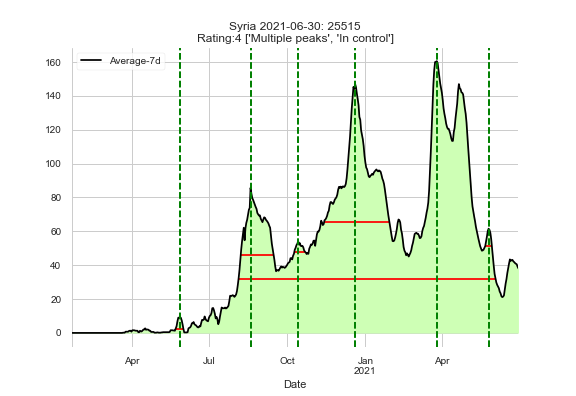 Syria 2021-06-30: 25515
Rating:4 ['Multiple peaks', 'In control']
Average-7d
160
140
120
100
80
60
40
20
0
Apr Jul Oct Jan Apr
2021
Date